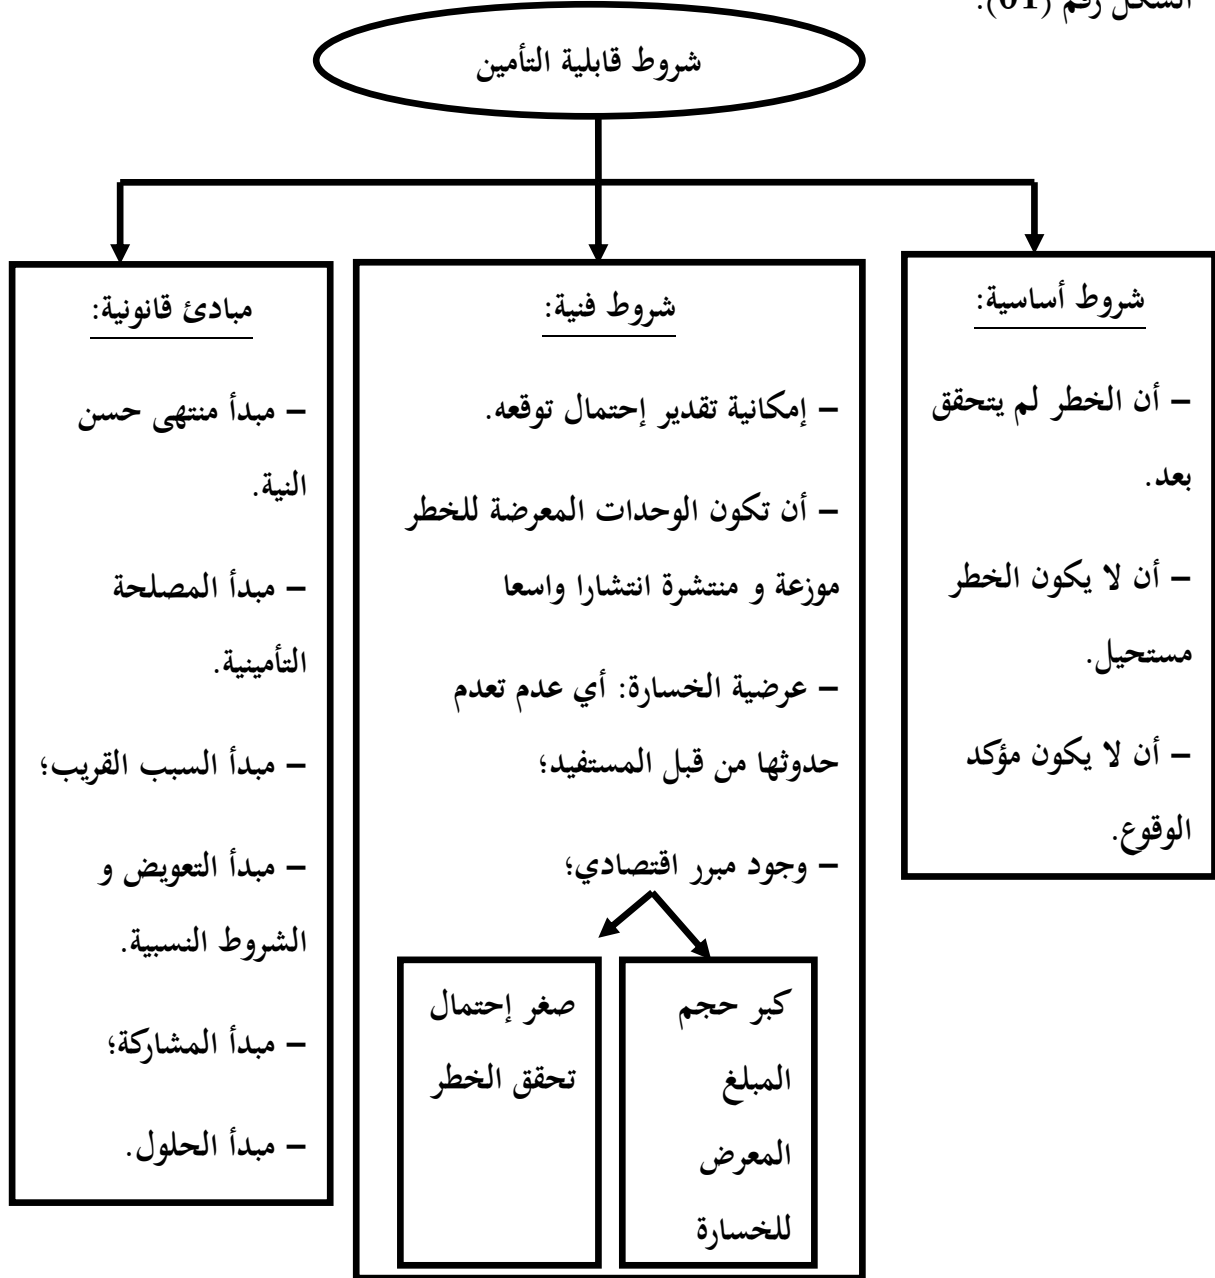 الشكل رقم (01):
شروط قابلية التأمين
شروط أساسية:
– أن الخطر لم يتحقق
بعد.
– أن لا يكون الخطر
مستحيل.
– أن لا يكون مؤكد
الوقوع.
شروط فنية:
– إمكانية تقدير إحتمال توقعه.
– أن تكون الوحدات المعرضة للخطر
موزعة و منتشرة انتشارا واسعا
– عرضية الخسارة: أي عدم تعدم
حدوثها من قبل المستفيد؛
– وجود مبرر اقتصادي؛
كبر حجم
المبلغ
المعرض
للخسارة
صغر إحتمال
تحقق الخطر
مبادئ قانونية:
– مبدأ منتهى حسن
النية.
– مبدأ المصلحة
التأمينية.
– مبدأ السبب القريب؛
– مبدأ التعويض و
الشروط النسبية.
– مبدأ المشاركة؛
– مبدأ الحلول.